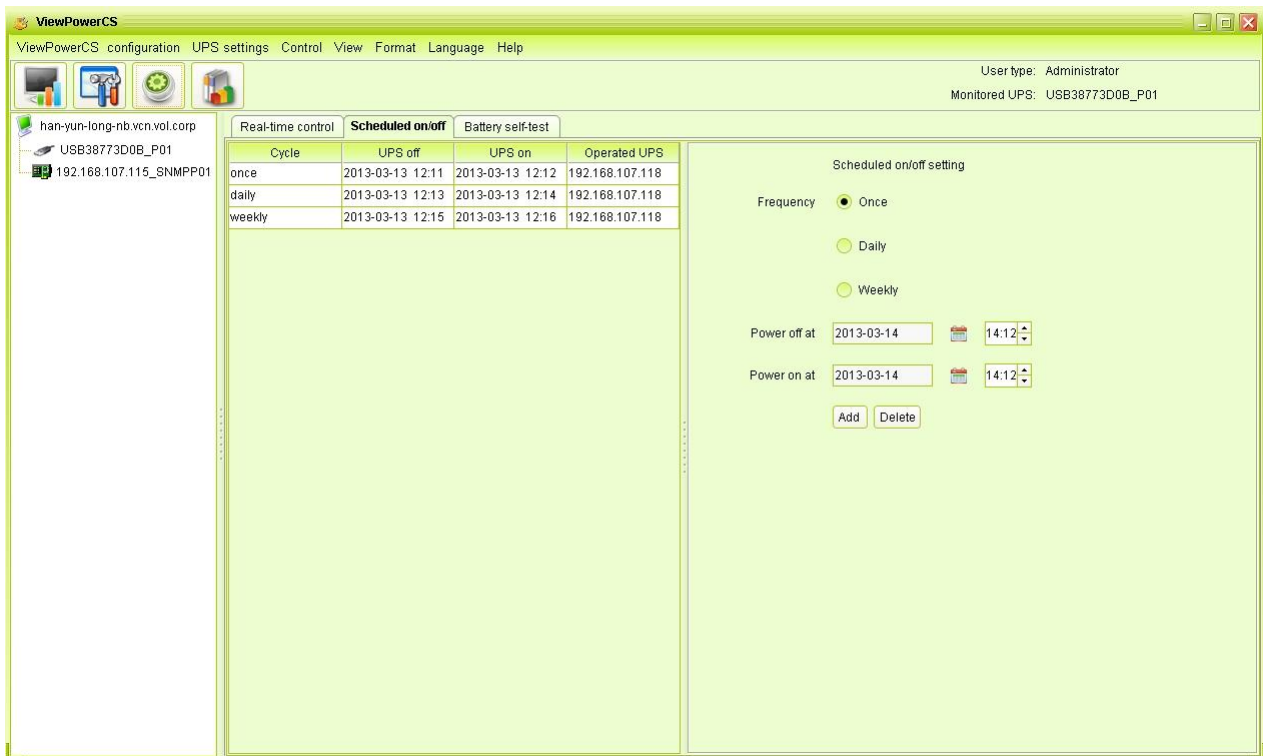 ViewPowerCS
ViewPowerCS configuration UPS settings Control View Format Language Help
User type: Administrator
Monitored UPS: USB38773D0B_P01
han-yun-long-nb.vcn.vol.corp
USB38773D0B_P01
192.168.107.115_SNMPP01
Real-time control Scheduled on/off Battery self-test
Cycle UPS off UPS on Operated UPS
once 2013-03-13 12:11 2013-03-13 12:12 192.168.107.118
daily 2013-03-13 12:13 2013-03-13 12:14 192.168.107.118
weekly 2013-03-13 12:15 2013-03-13 12:16 192.168.107.118
Scheduled on/off setting
Frequency Once
Daily
Weekly
Power off at 2013-03-14 14:12
Power on at 2013-03-14 14:12
Add Delete